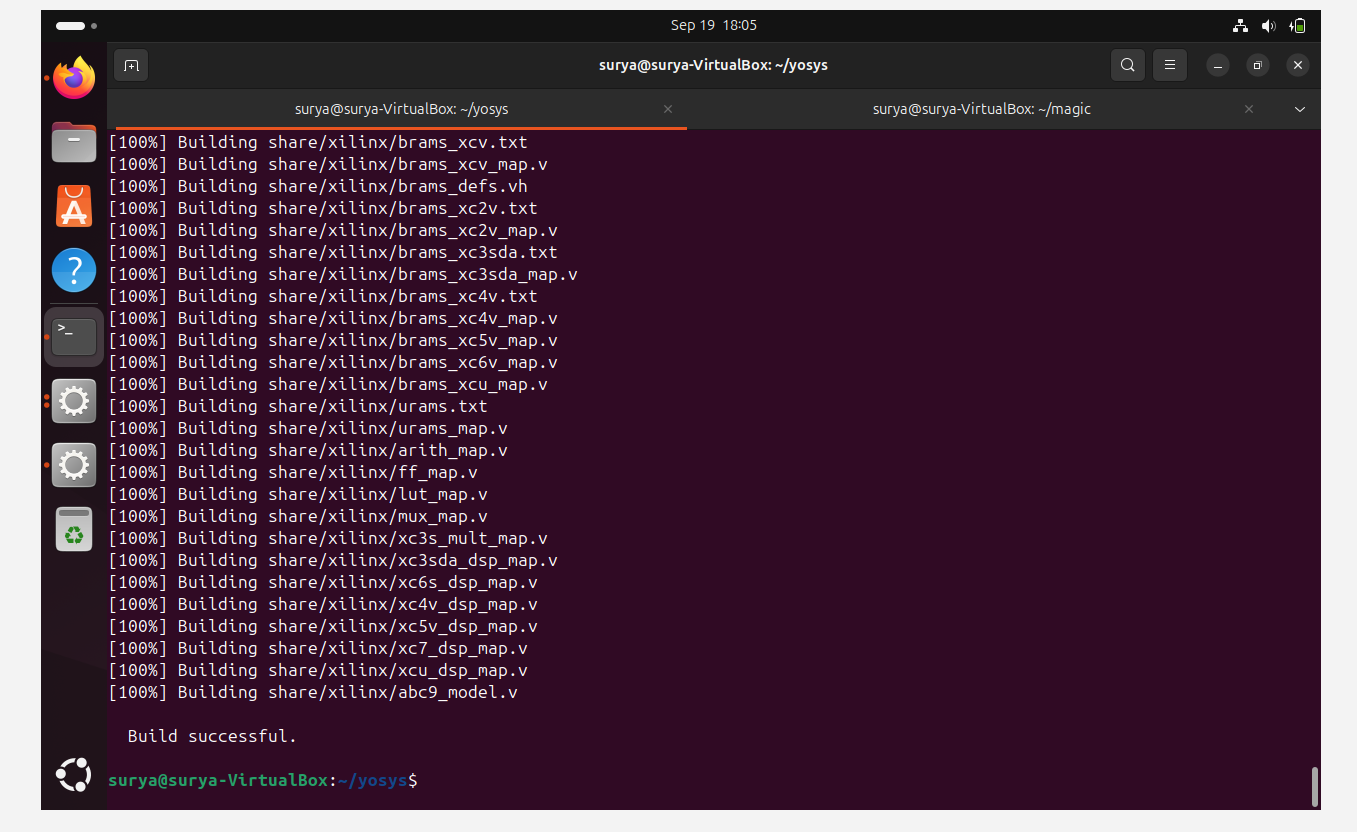 Sep 19 18:05
surya@surya-VirtualBox: ~/yosys
surya@surya-VirtualBox: ~/yosys
surya@surya-VirtualBox: ~/magic
[100%] Building share/xilinx/brams_xcv.txt
[100%] Building share/xilinx/brams_xcv_map.v
[100%] Building share/xilinx/brams_defs.vh
[100%] Building share/xilinx/brams_xc2v.txt
[100%] Building share/xilinx/brams_xc2v_map.v
[100%] Building share/xilinx/brams_xc3sda.txt
[100%] Building share/xilinx/brams_xc3sda_map.v
[100%] Building share/xilinx/brams_xc4v.txt
[100%] Building share/xilinx/brams_xc4v_map.v
[100%] Building share/xilinx/brams_xc5v_map.v
[100%] Building share/xilinx/brams_xc6v_map.v
[100%] Building share/xilinx/brams_xcu_map.v
[100%] Building share/xilinx/urams.txt
[100%] Building share/xilinx/urams_map.v
[100%] Building share/xilinx/arith_map.v
[100%] Building share/xilinx/ff_map.v
[100%] Building share/xilinx/lut_map.v
[100%] Building share/xilinx/mux_map.v
[100%] Building share/xilinx/xc3s_mult_map.v
[100%] Building share/xilinx/xc3sda_dsp_map.v
[100%] Building share/xilinx/xc6s_dsp_map.v
[100%] Building share/xilinx/xc4v_dsp_map.v
[100%] Building share/xilinx/xc5v_dsp_map.v
[100%] Building share/xilinx/xc7_dsp_map.v
[100%] Building share/xilinx/xcu_dsp_map.v
[100%] Building share/xilinx/abc9_model.v
Build successful.
surya@surya-VirtualBox:~/yosys$